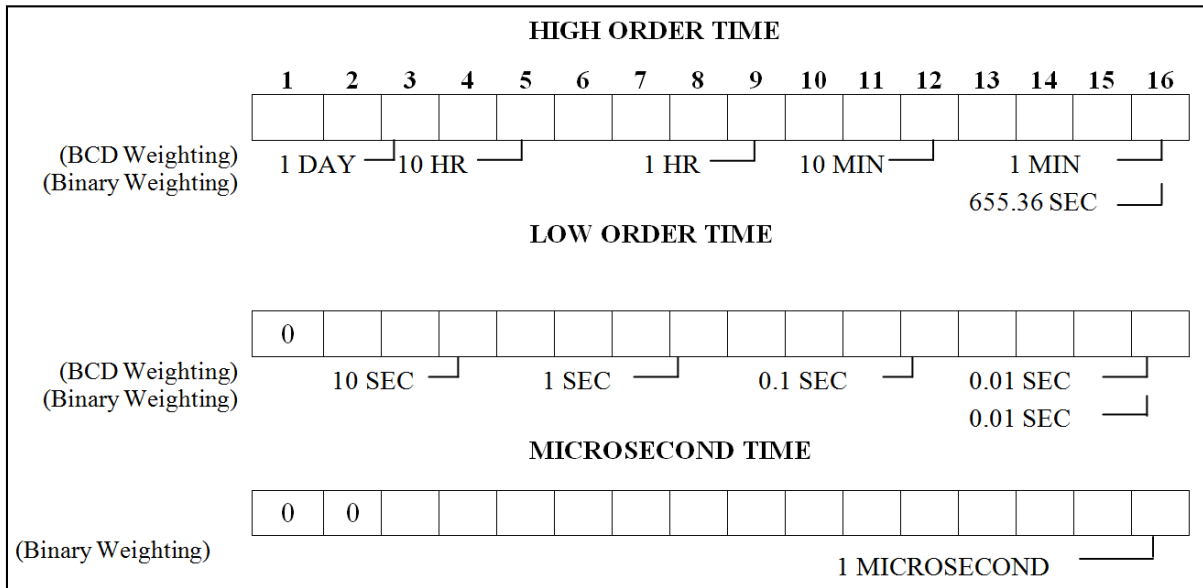 HIGH ORDER TIME
1 2 3 4 5 6 7 8 9 10 11 12 13 14 15 16
(BCD Weighting) 1 DAY 10 HR 1 HR 10 MIN 1 MIN
(Binary Weighting)
655.36 SEC
LOW ORDER TIME
0
(BCD Weighting) 10 SEC 1 SEC 0.1 SEC 0.01 SEC
(Binary Weighting)
0.01 SEC
MICROSECOND TIME
0 0
(Binary Weighting)
1 MICROSECOND